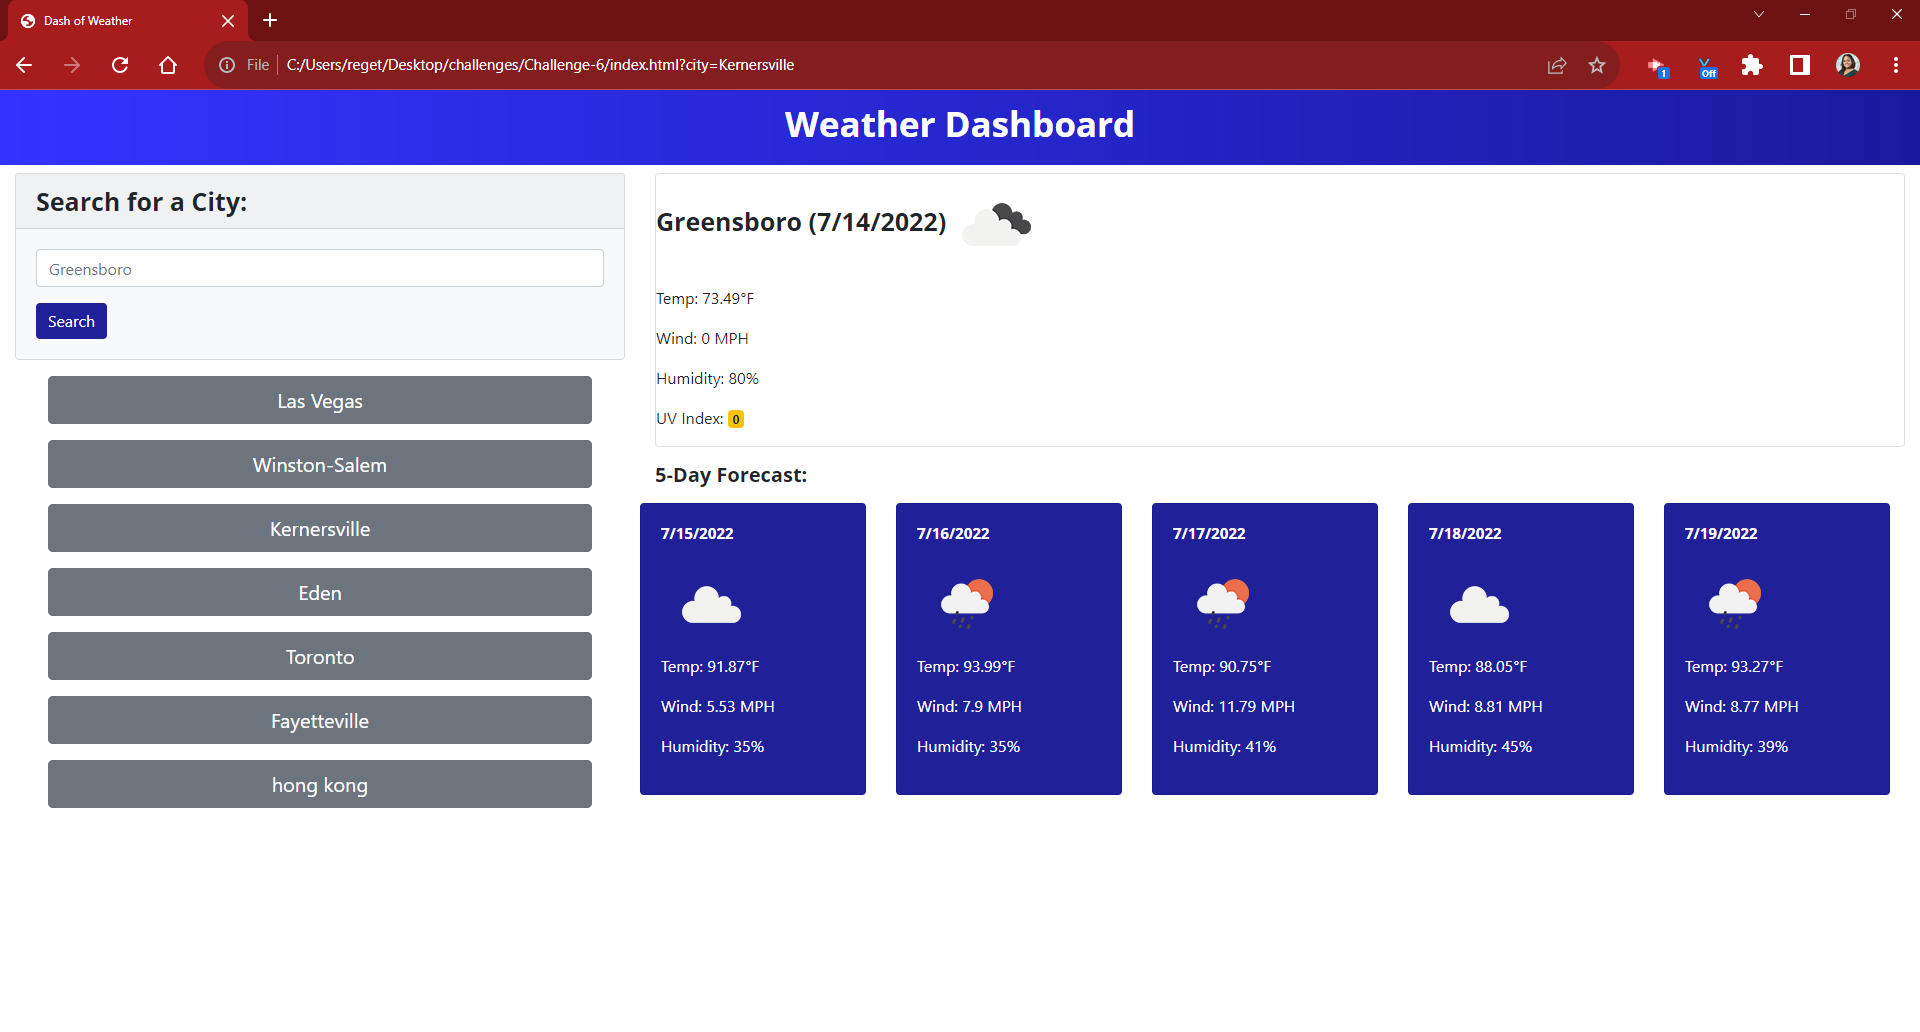 Dash of Weather
File C:/Users/reget/Desktop/challenges/Challenge-6/index.html?city=Kernersville
1
Off
Weather Dashboard
Search for a City:
Greensboro
Search
Las Vegas
Winston-Salem
Kernersville
Eden
Toronto
Fayetteville
hong kong
Greensboro (7/14/2022)
Temp: 73.49°F
Wind: 0 MPH
Humidity: 80%
UV Index: 0
5-Day Forecast:
7/15/2022
Temp: 91.87°F
Wind: 5.53 MPH
Humidity: 35%
7/16/2022
Temp: 93.99°F
Wind: 7.9 MPH
Humidity: 35%
7/17/2022
Temp: 90.75°F
Wind: 11.79 MPH
Humidity: 41%
7/18/2022
Temp: 88.05°F
Wind: 8.81 MPH
Humidity: 45%
7/19/2022
Temp: 93.27°F
Wind: 8.77 MPH
Humidity: 39%